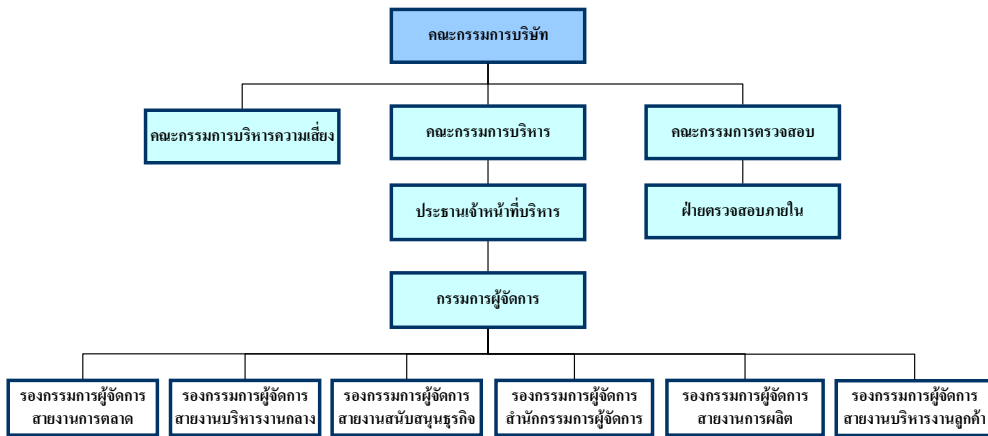 คณะกรรมการบริษัท
คณะกรรมการบริหารความเสี่ยง
คณะกรรมการบริหาร
คณะกรรมการตรวจสอบ
ประธานเจ้าหน้าที่บริหาร
ฝ่ายตรวจสอบภายใน
กรรมการผู้จัดการ
รองกรรมการผู้จัดการ
สายงานการตลาด
รองกรรมการผู้จัดการ
สายงานบริหารงานกลาง
รองกรรมการผู้จัดการ
สายงานสนับสนุนธุรกิจ
รองกรรมการผู้จัดการ
สำนักกรรมการผู้จัดการ
รองกรรมการผู้จัดการ
สายงานการผลิต
รองกรรมการผู้จัดการ
สายงานบริหารงานลูกค้า